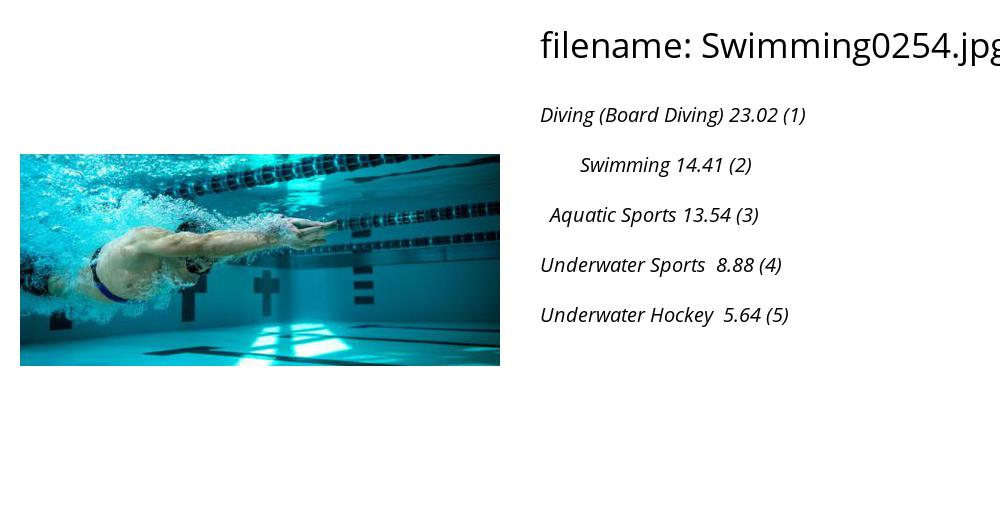 filename: Swimming0254.jpg
Diving (Board Diving) 23.02 (1)
Swimming 14.41 (2)
Aquatic Sports 13.54 (3)
Underwater Sports 8.88 (4)
Underwater Hockey 5.64 (5)